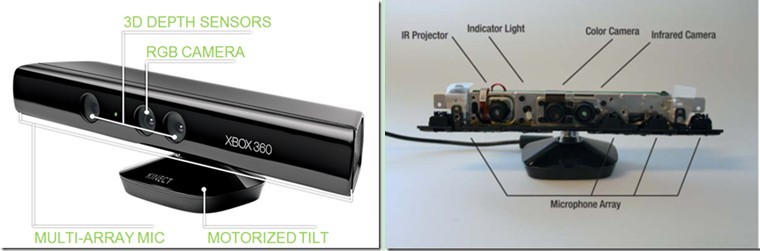 3D DEPTH SENSORS
RGB CAMERA
XBOX 360
KINECT
MULTI-ARRAY MIC
MOTORIZED TILT
IR Projector
Indicator Light
Color Camera
Infrared Camera
Microphone Array